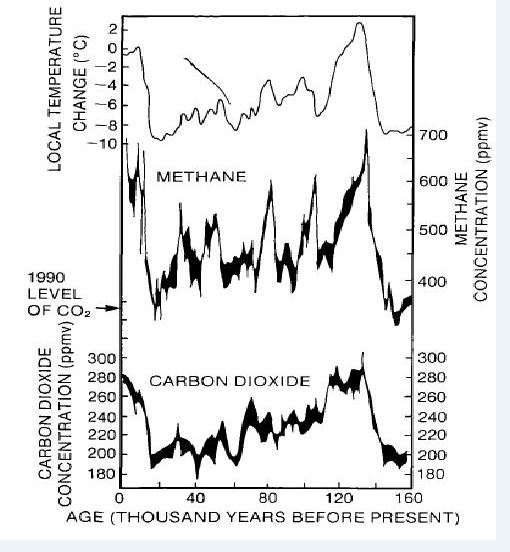 LOCAL TEMPERATURE
CHANGE (°C)
2
0
-2
-4
-6
-8
-10
METHANE
700
600
500
400
METHANE
CONCENTRATION (ppmv)
1990
LEVEL
OF CO₂
CARBON DIOXIDE
CONCENTRATION (ppmv)
300
280
260
240
220
200
180
CARBON DIOXIDE
300
280
260
240
220
200
180
0 40 80 120 160
AGE (THOUSAND YEARS BEFORE PRESENT)